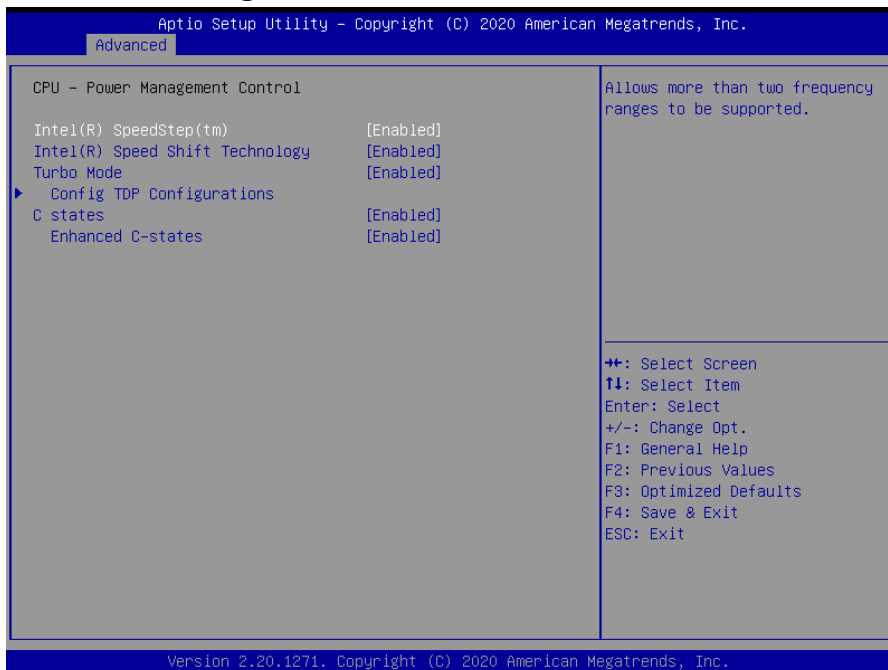 Aptio Setup Utility – Copyright (C) 2020 American Megatrends, Inc.
Advanced
CPU – Power Management Control
Intel(R) SpeedStep(tm) [Enabled]
Intel(R) Speed Shift Technology [Enabled]
Turbo Mode [Enabled]
Config TDP Configurations
C states [Enabled]
Enhanced C-states [Enabled]
Allows more than two frequency
ranges to be supported.
→←: Select Screen
↑↓: Select Item
Enter: Select
+/-: Change Opt.
F1: General Help
F2: Previous Values
F3: Optimized Defaults
F4: Save & Exit
ESC: Exit
Version 2.20.1271. Copyright (C) 2020 American Megatrends, Inc.